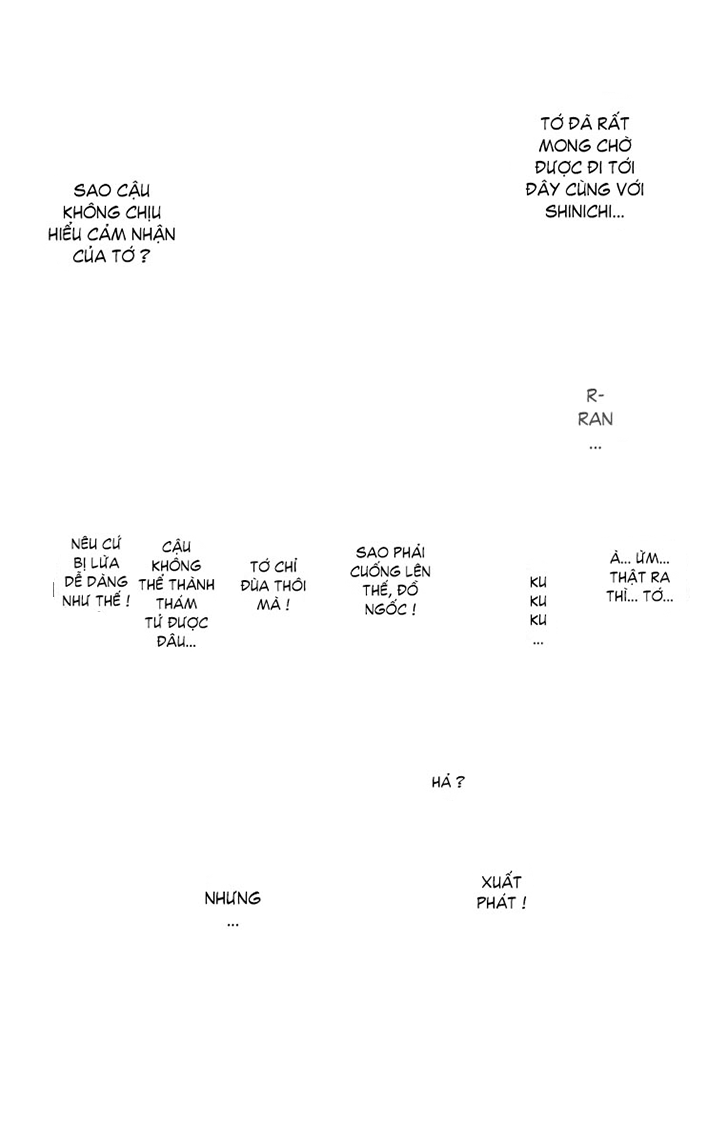 TỚ ĐÃ RẤT
MONG CHỜ
ĐƯỢC ĐI TỚI
ĐÂY CÙNG VỚI
SHINICHI...
SAO CẬU
KHÔNG CHỊU
HIỂU CẢM NHẬN
CỦA TỚ ?
R-
RAN
...
À... ỪM...
THẬT RA
THÌ... TỚ...
KU
KU
KU
...
SAO PHẢI
CUỐNG LÊN
THẾ, ĐỒ
NGỐC !
TỚ CHỈ
ĐÙA THÔI
MÀ !
CẬU
KHÔNG
THỂ THÀNH
THÁM
TỬ ĐƯỢC
ĐÂU...
NÊU CỨ
BỊ LỪA
DỄ DÀNG
NHƯ THẾ !
HẢ ?
XUẤT
PHÁT !
NHƯNG
...